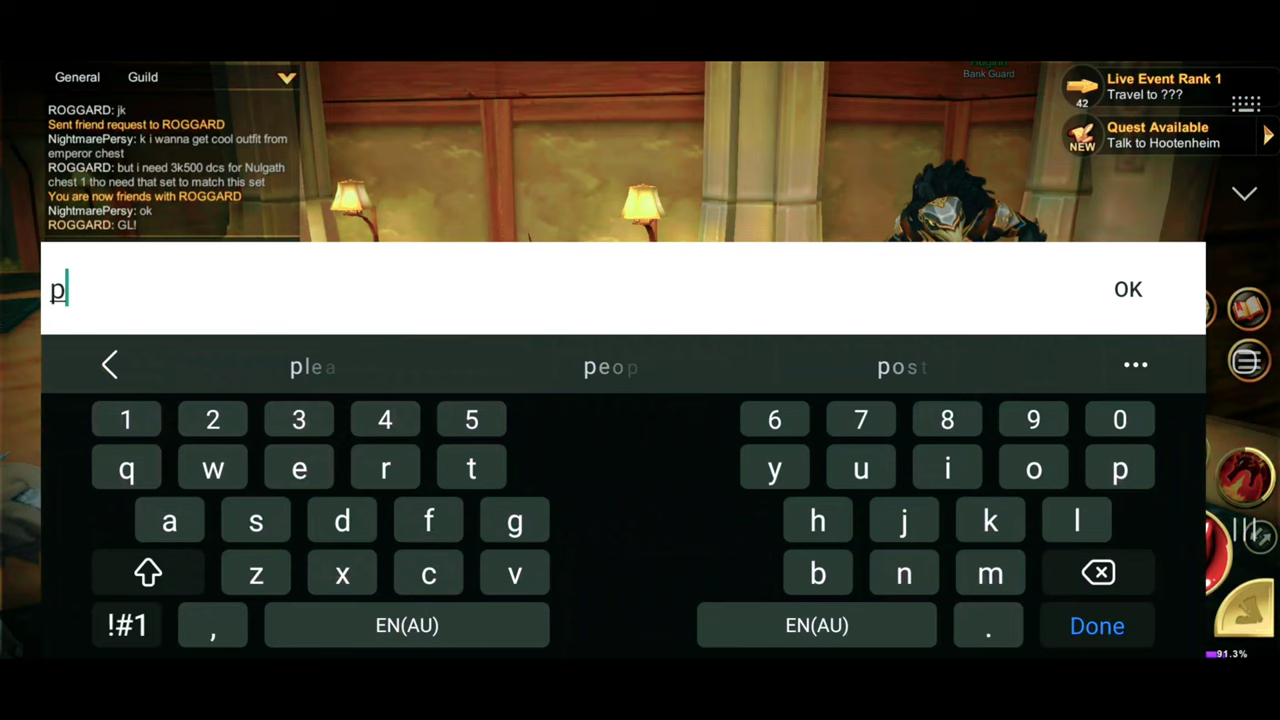 General Guild
ROGGARD: jk
Sent friend request to ROGGARD
NightmarePersy: k i wanna get cool outfit from
emperor chest
ROGGARD: but i need 3k500 dcs for Nulgath
chest 1 tho need that set to match this set
You are now friends with ROGGARD
NightmarePersy: ok
ROGGARD: GL!
Bank Guard
Live Event Rank 1
Travel to ???
42
Quest Available
Talk to Hootenheim
NEW
p
OK
plea peop post
1 2 3 4 5 6 7 8 9 0
q w e r t y u i o p
a s d f g h j k l
z x c v b n m
!#1 , EN(AU) EN(AU) . Done
91.3%